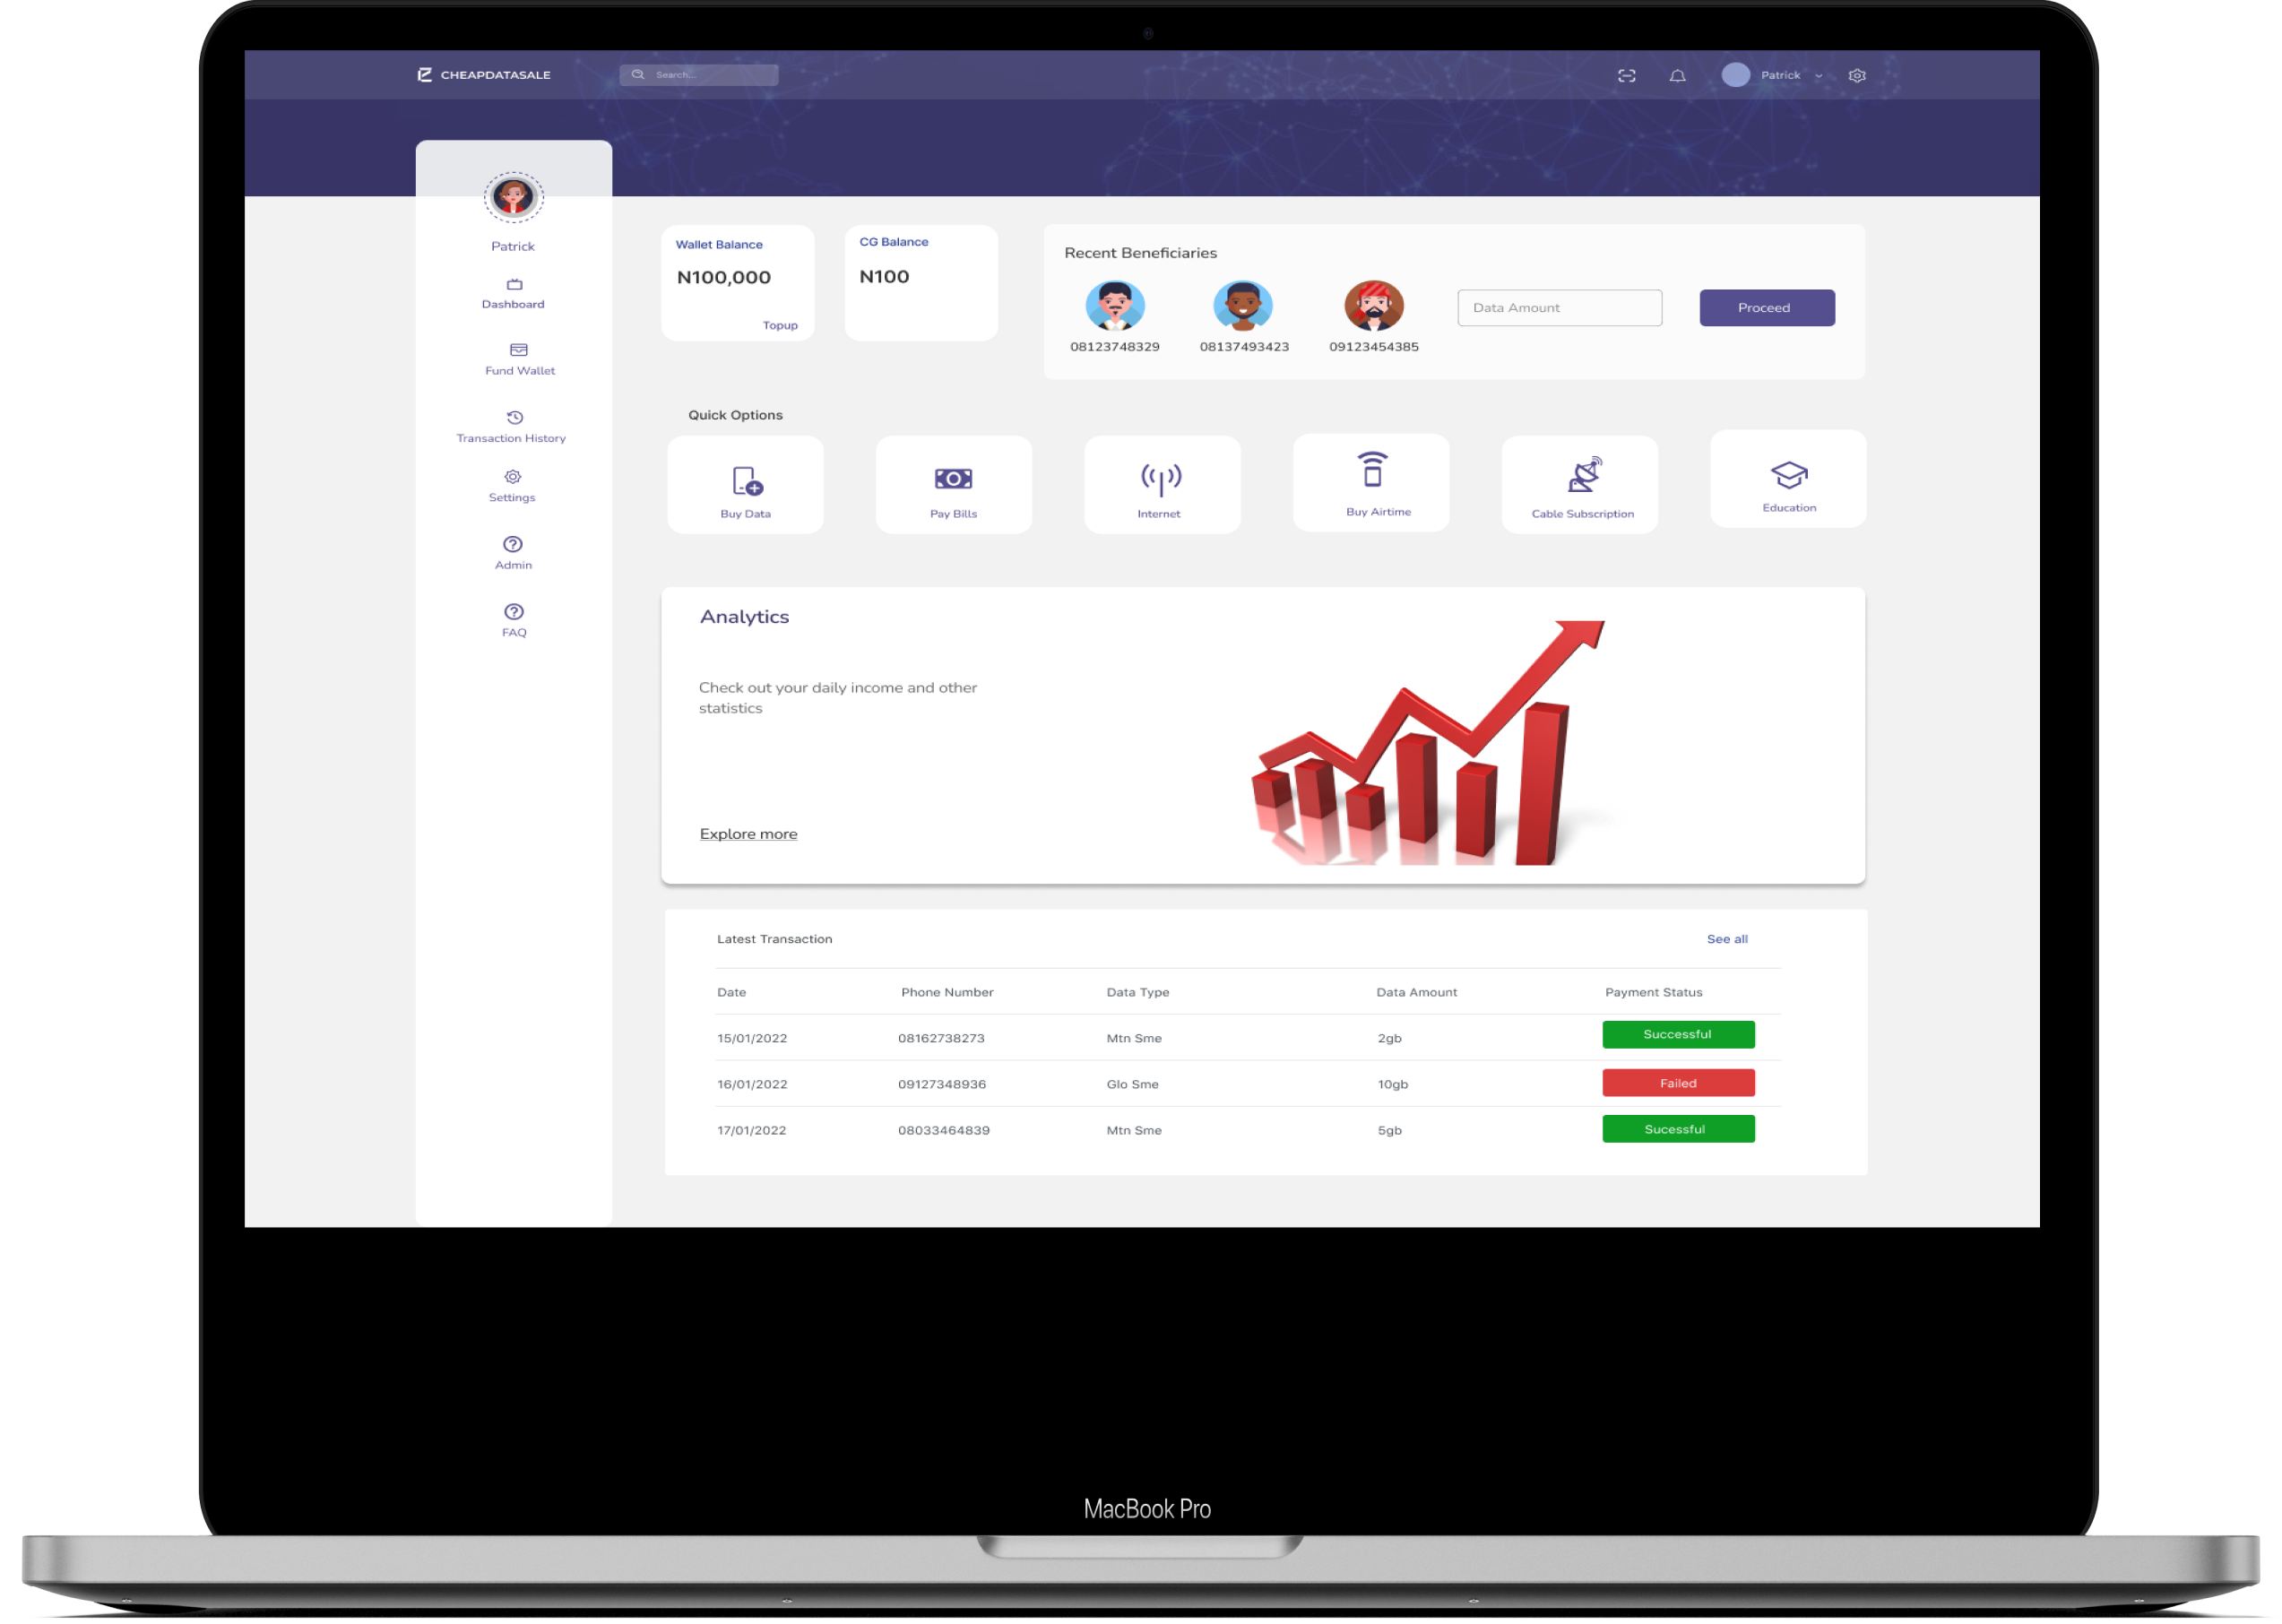 CHEAPDATASALE
Search...
Patrick
Patrick
Dashboard
Fund Wallet
Transaction History
Settings
Admin
FAQ
Wallet Balance
N100,000
Topup
CG Balance
N100
Recent Beneficiaries
08123748329 08137493423 09123454385
Data Amount
Proceed
Quick Options
Buy Data
Pay Bills
Internet
Buy Airtime
Cable Subscription
Education
Analytics
Check out your daily income and other
statistics
Explore more
Latest Transaction See all
Date Phone Number Data Type Data Amount Payment Status
15/01/2022 08162738273 Mtn Sme 2gb Successful
16/01/2022 09127348936 Glo Sme 10gb Failed
17/01/2022 08033464839 Mtn Sme 5gb Sucessful
MacBook Pro